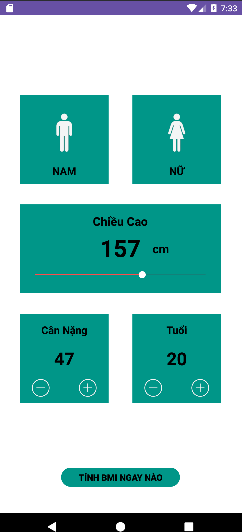 7:33
NAM
NỮ
Chiều Cao
157 cm
Cân Nặng
Tuổi
47
20
TÍNH BMI NGAY NÀO